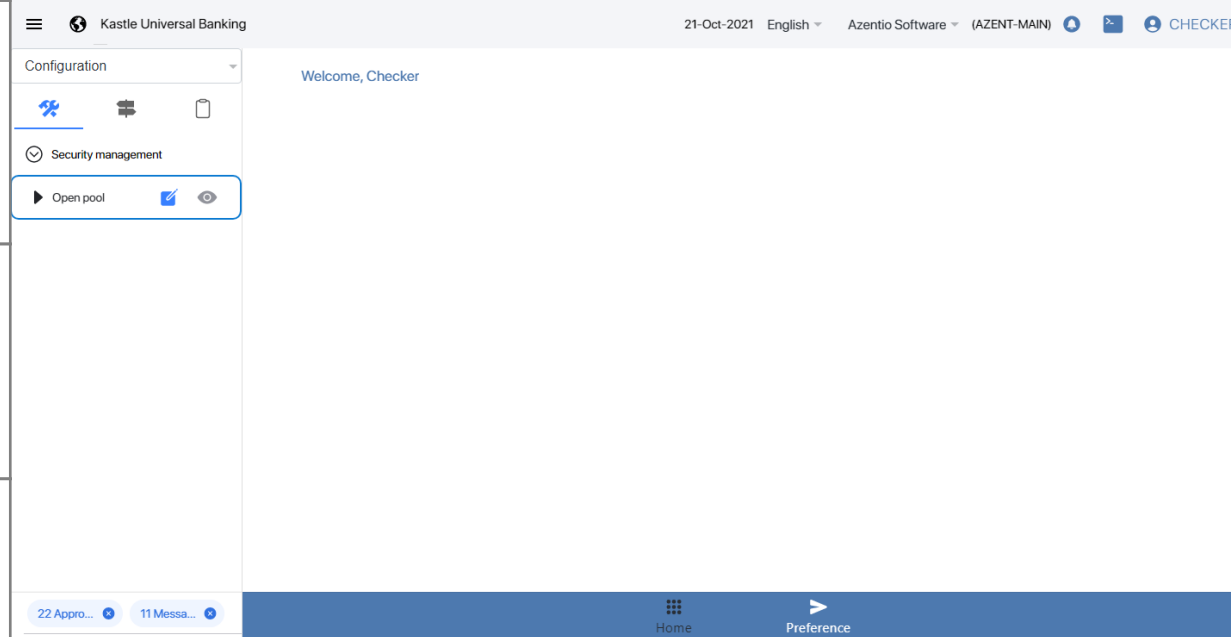 Kastle Universal Banking
21-Oct-2021 English Azentio Software (AZENT-MAIN) CHECKER
Configuration
Welcome, Checker
Security management
Open pool
22 Appro... 11 Messa...
Home Preference